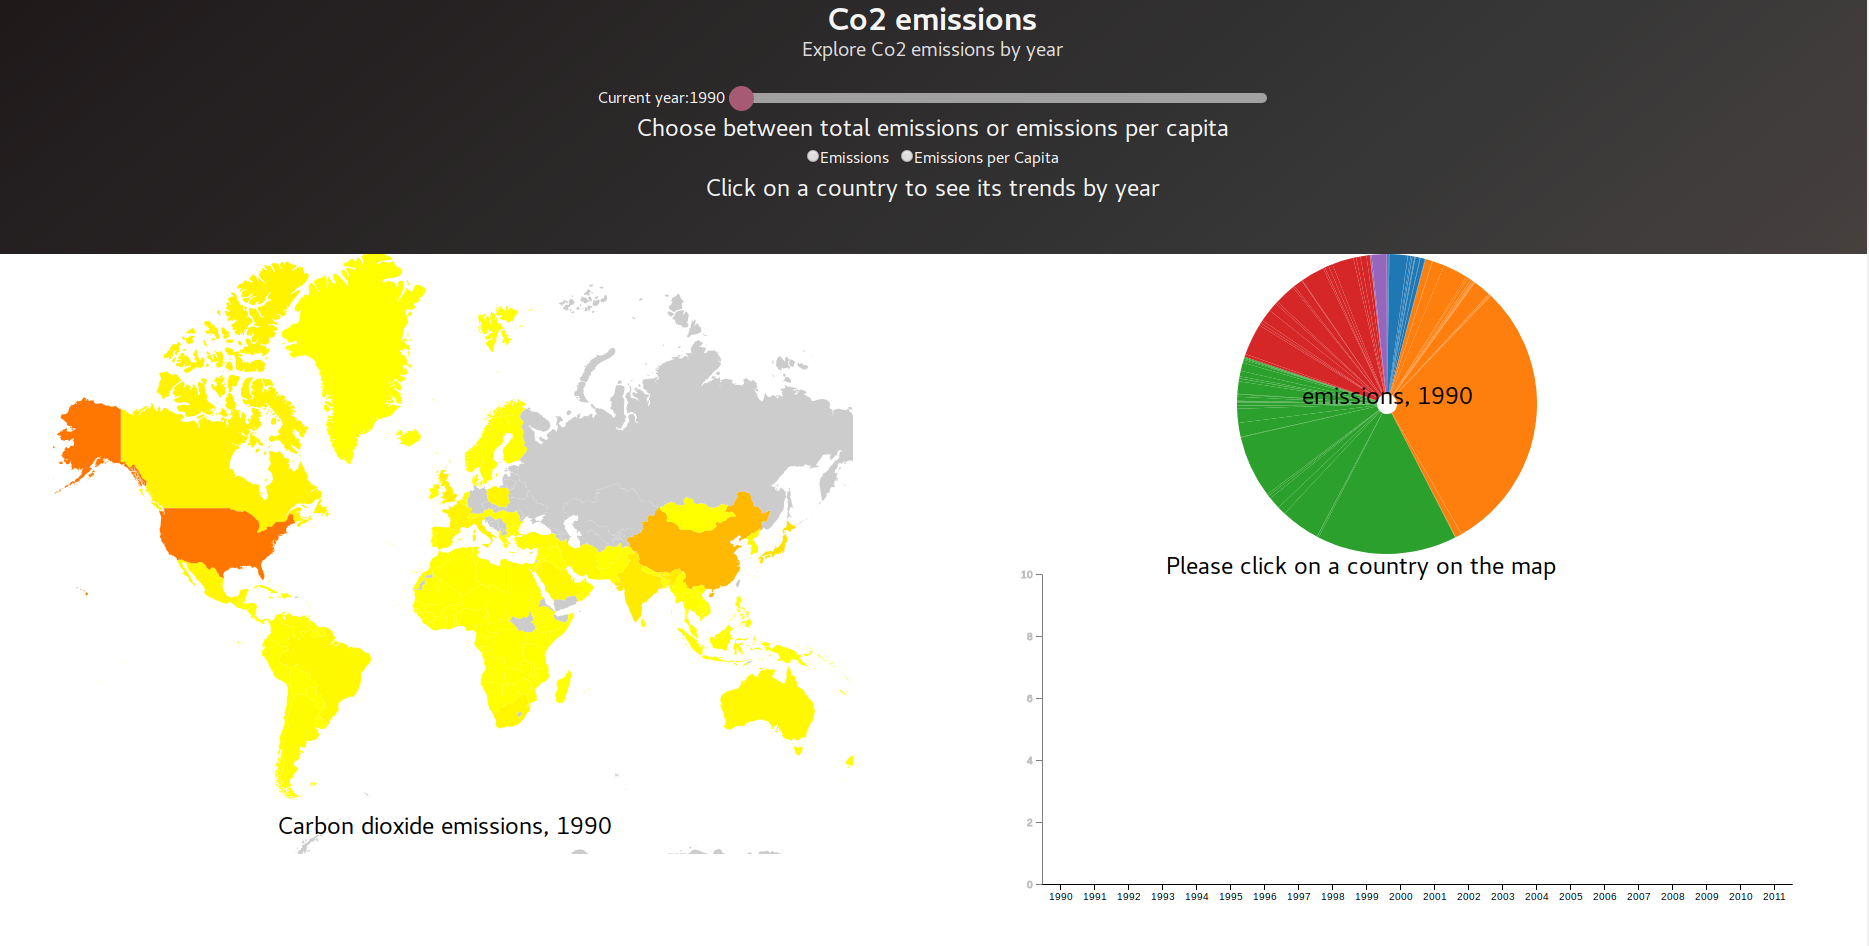 Co2 emissions
Explore Co2 emissions by year
Current year:1990
Choose between total emissions or emissions per capita
Emissions Emissions per Capita
Click on a country to see its trends by year
emissions, 1990
Please click on a country on the map
10
8
6
4
2
0
1990 1991 1992 1993 1994 1995 1996 1997 1998 1999 2000 2001 2002 2003 2004 2005 2006 2007 2008 2009 2010 2011
Carbon dioxide emissions, 1990